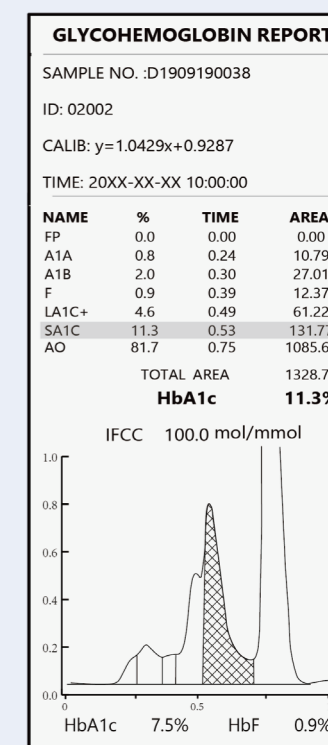 GLYCOHEMOGLOBIN REPORT
SAMPLE NO. :D1909190038
ID: 02002
CALIB: y=1.0429x+0.9287
TIME: 20XX-XX-XX 10:00:00
NAME % TIME AREA
FP 0.0 0.00 0.00
A1A 0.8 0.24 10.79
A1B 2.0 0.30 27.01
F 0.9 0.39 12.37
LA1C+ 4.6 0.49 61.22
SA1C 11.3 0.53 131.77
AO 81.7 0.75 1085.6
TOTAL AREA 1328.7
HbA1c 11.3%
IFCC 100.0 mol/mmol
1.0
0.8
0.6
0.4
0.2
0.0
0 0.5
HbA1c 7.5% HbF 0.9%